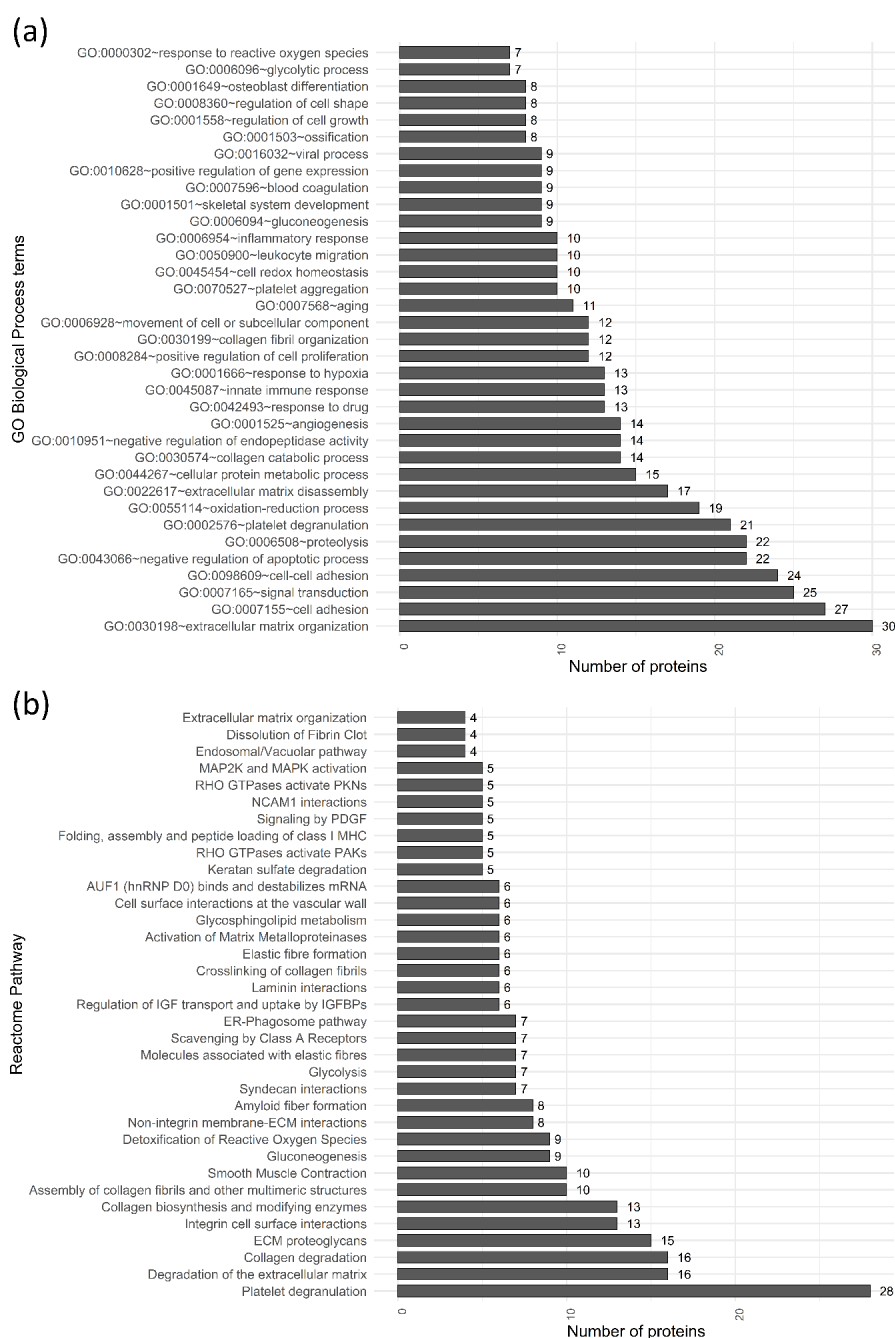 (a)
GO Biological Process terms
GO:0000302~response to reactive oxygen species 7
GO:0006096~glycolytic process 7
GO:0001649~osteoblast differentiation 8
GO:0008360~regulation of cell shape 8
GO:0001558~regulation of cell growth 8
GO:0001503~ossification 8
GO:0016032~viral process 9
GO:0010628~positive regulation of gene expression 9
GO:0007596~blood coagulation 9
GO:0001501~skeletal system development 9
GO:0006094~gluconeogenesis 9
GO:0006954~inflammatory response 10
GO:0050900~leukocyte migration 10
GO:0045454~cell redox homeostasis 10
GO:0070527~platelet aggregation 10
GO:0007568~aging 11
GO:0006928~movement of cell or subcellular component 12
GO:0030199~collagen fibril organization 12
GO:0008284~positive regulation of cell proliferation 12
GO:0001666~response to hypoxia 13
GO:0045087~innate immune response 13
GO:0042493~response to drug 13
GO:0001525~angiogenesis 14
GO:0010951~negative regulation of endopeptidase activity 14
GO:0030574~collagen catabolic process 14
GO:0044267~cellular protein metabolic process 15
GO:0022617~extracellular matrix disassembly 17
GO:0055114~oxidation-reduction process 19
GO:0002576~platelet degranulation 21
GO:0006508~proteolysis 22
GO:0043066~negative regulation of apoptotic process 22
GO:0098609~cell-cell adhesion 24
GO:0007165~signal transduction 25
GO:0007155~cell adhesion 27
GO:0030198~extracellular matrix organization 30
0 10 20 30
Number of proteins
(b)
Reactome Pathway
Extracellular matrix organization 4
Dissolution of Fibrin Clot 4
Endosomal/Vacuolar pathway 4
MAP2K and MAPK activation 5
RHO GTPases activate PKNs 5
NCAM1 interactions 5
Signaling by PDGF 5
Folding, assembly and peptide loading of class I MHC 5
RHO GTPases activate PAKs 5
Keratan sulfate degradation 5
AUF1 (hnRNP D0) binds and destabilizes mRNA 6
Cell surface interactions at the vascular wall 6
Glycosphingolipid metabolism 6
Activation of Matrix Metalloproteinases 6
Elastic fibre formation 6
Crosslinking of collagen fibrils 6
Laminin interactions 6
Regulation of IGF transport and uptake by IGFBPs 6
ER-Phagosome pathway 7
Scavenging by Class A Receptors 7
Molecules associated with elastic fibres 7
Glycolysis 7
Syndecan interactions 7
Amyloid fiber formation 8
Non-integrin membrane-ECM interactions 8
Detoxification of Reactive Oxygen Species 9
Gluconeogenesis 9
Smooth Muscle Contraction 10
Assembly of collagen fibrils and other multimeric structures 10
Collagen biosynthesis and modifying enzymes 13
Integrin cell surface interactions 13
ECM proteoglycans 15
Collagen degradation 16
Degradation of the extracellular matrix 16
Platelet degranulation 28
0 10 20
Number of proteins